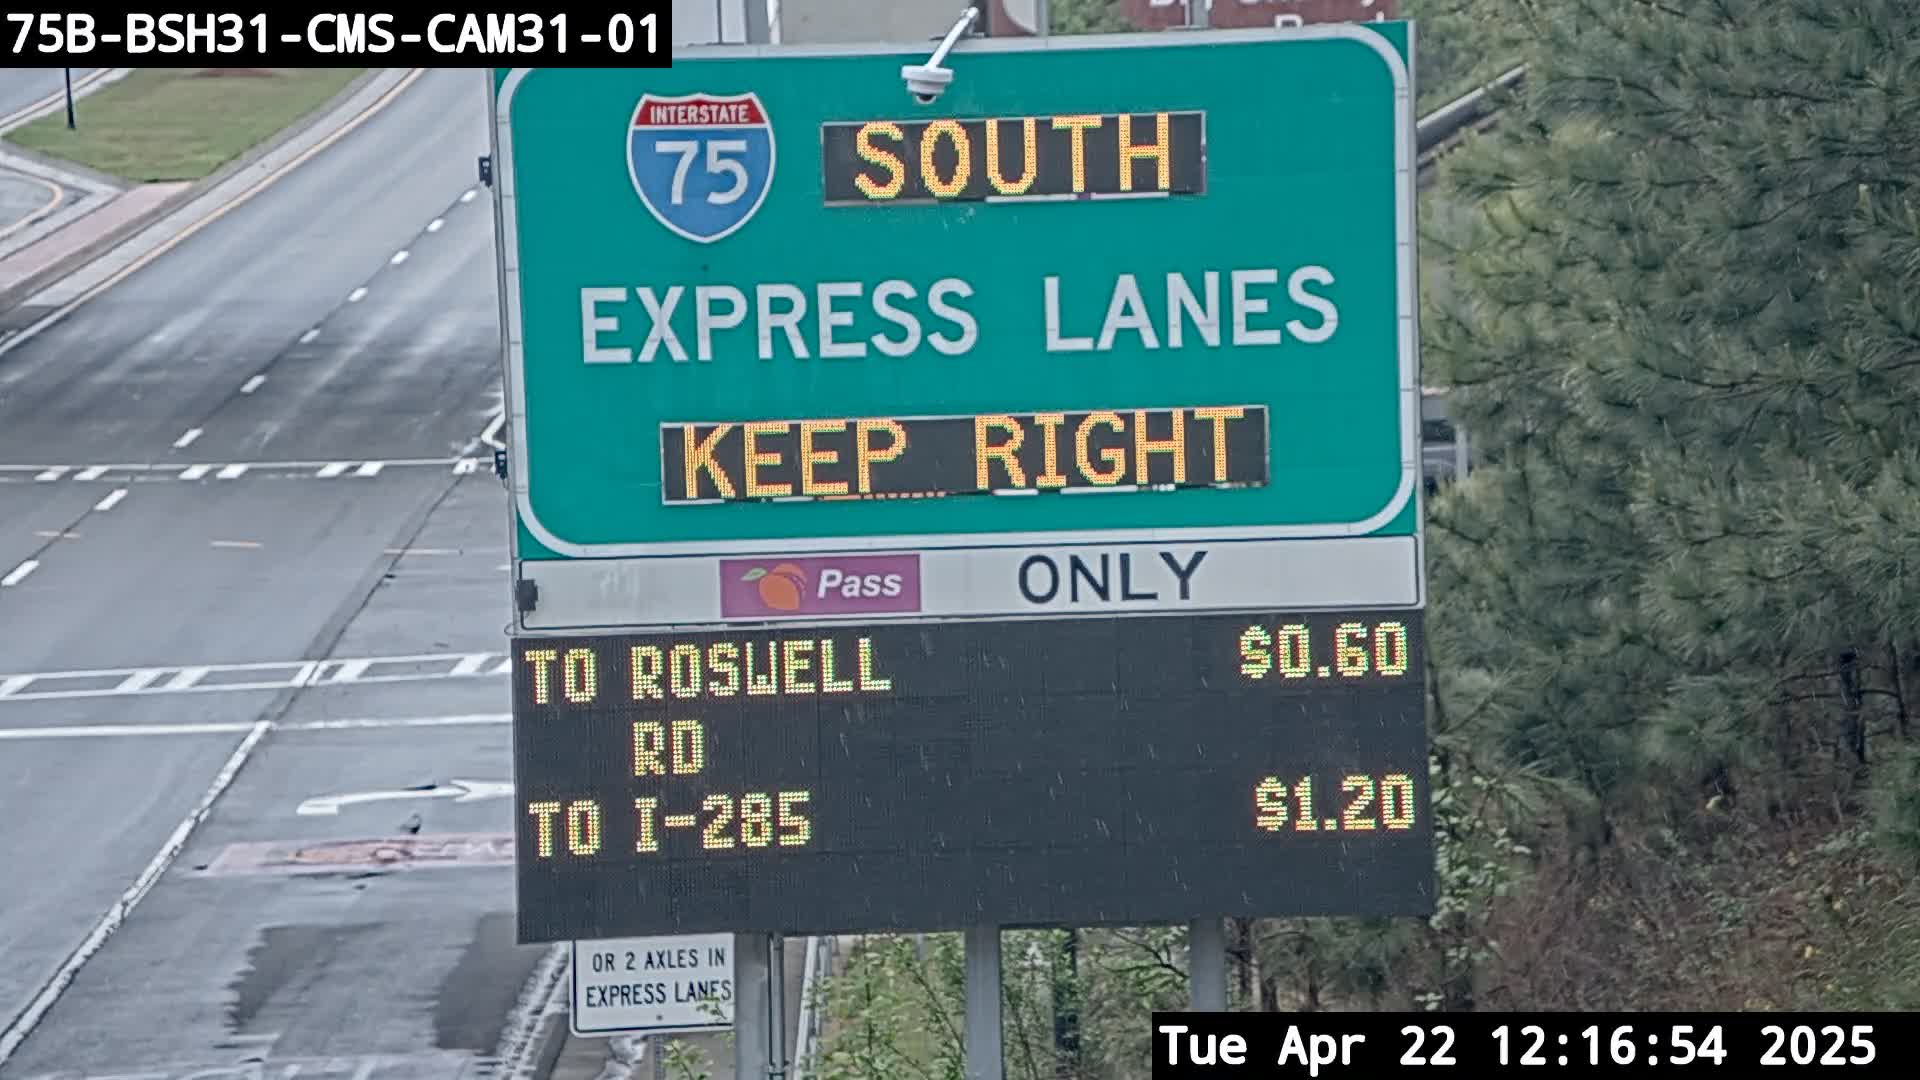 75B-BSH31-CMS-CAM31-01
INTERSTATE
75
SOUTH
EXPRESS LANES
KEEP RIGHT
Pass ONLY
TO ROSWELL $0.60
RD
TO I-285 $1.20
OR 2 AXLES IN
EXPRESS LANES
Tue Apr 22 12:16:54 2025